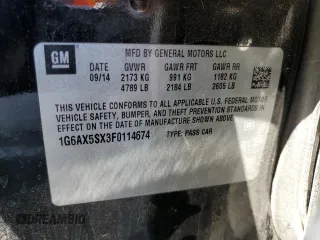 GM
MFD BY GENERAL MOTORS LLC
DATE GVWR GAWR FRT GAWR RR
09/14 2173 KG 991 KG 1182 KG
4789 LB 2184 LB 2605 LB
THIS VEHICLE CONFORMS TO ALL APPLICABLE U.S. FEDERAL MOTOR
VEHICLE SAFETY, BUMPER, AND THEFT PREVENTION STANDARDS
IN EFFECT ON THE DATE OF MANUFACTURE SHOWN ABOVE.
1G6AX5SX3F0114674 TYPE: PASS CAR
DREAMBID